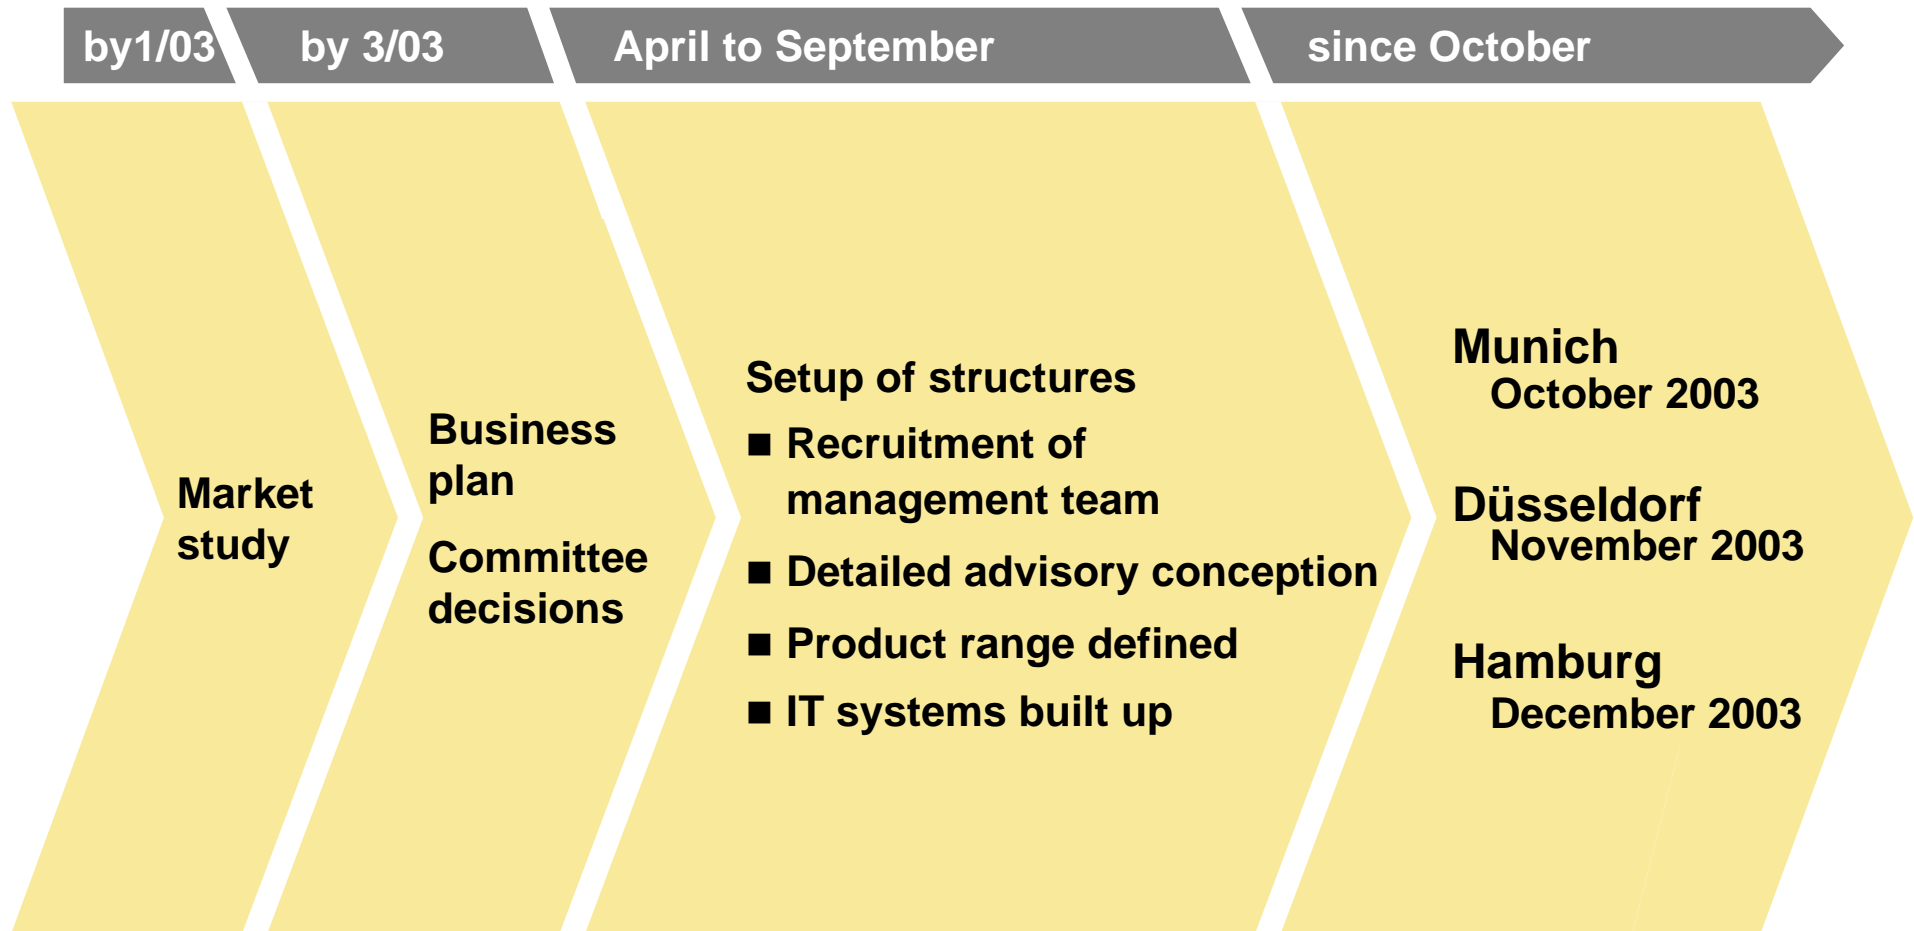 by1/03
by 3/03
April to September
since October
Market
study
Business
plan
Committee
decisions
Setup of structures
■ Recruitment of
management team
■ Detailed advisory conception
■ Product range defined
■ IT systems built up
Munich
October 2003
Düsseldorf
November 2003
Hamburg
December 2003